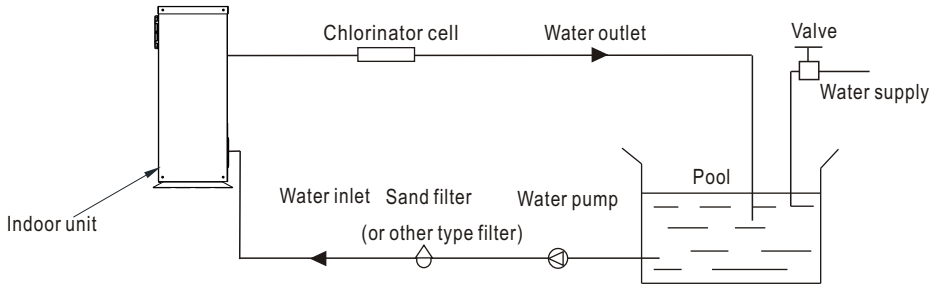 Chlorinator cell
Water outlet
Valve
Water supply
Pool
Water inlet
Sand filter
(or other type filter)
Water pump
Indoor unit